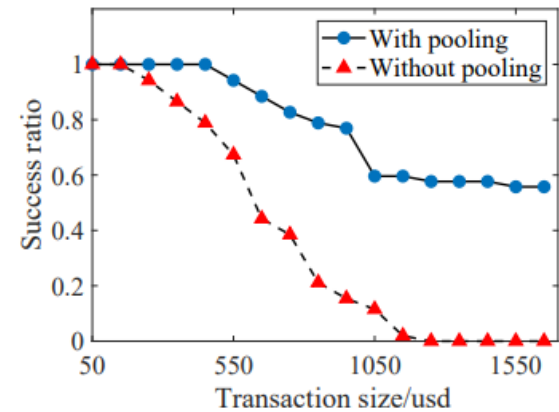 With pooling
Without pooling
1
0.8
0.6
0.4
0.2
0
Success ratio
50 550 1050 1550
Transaction size/usd